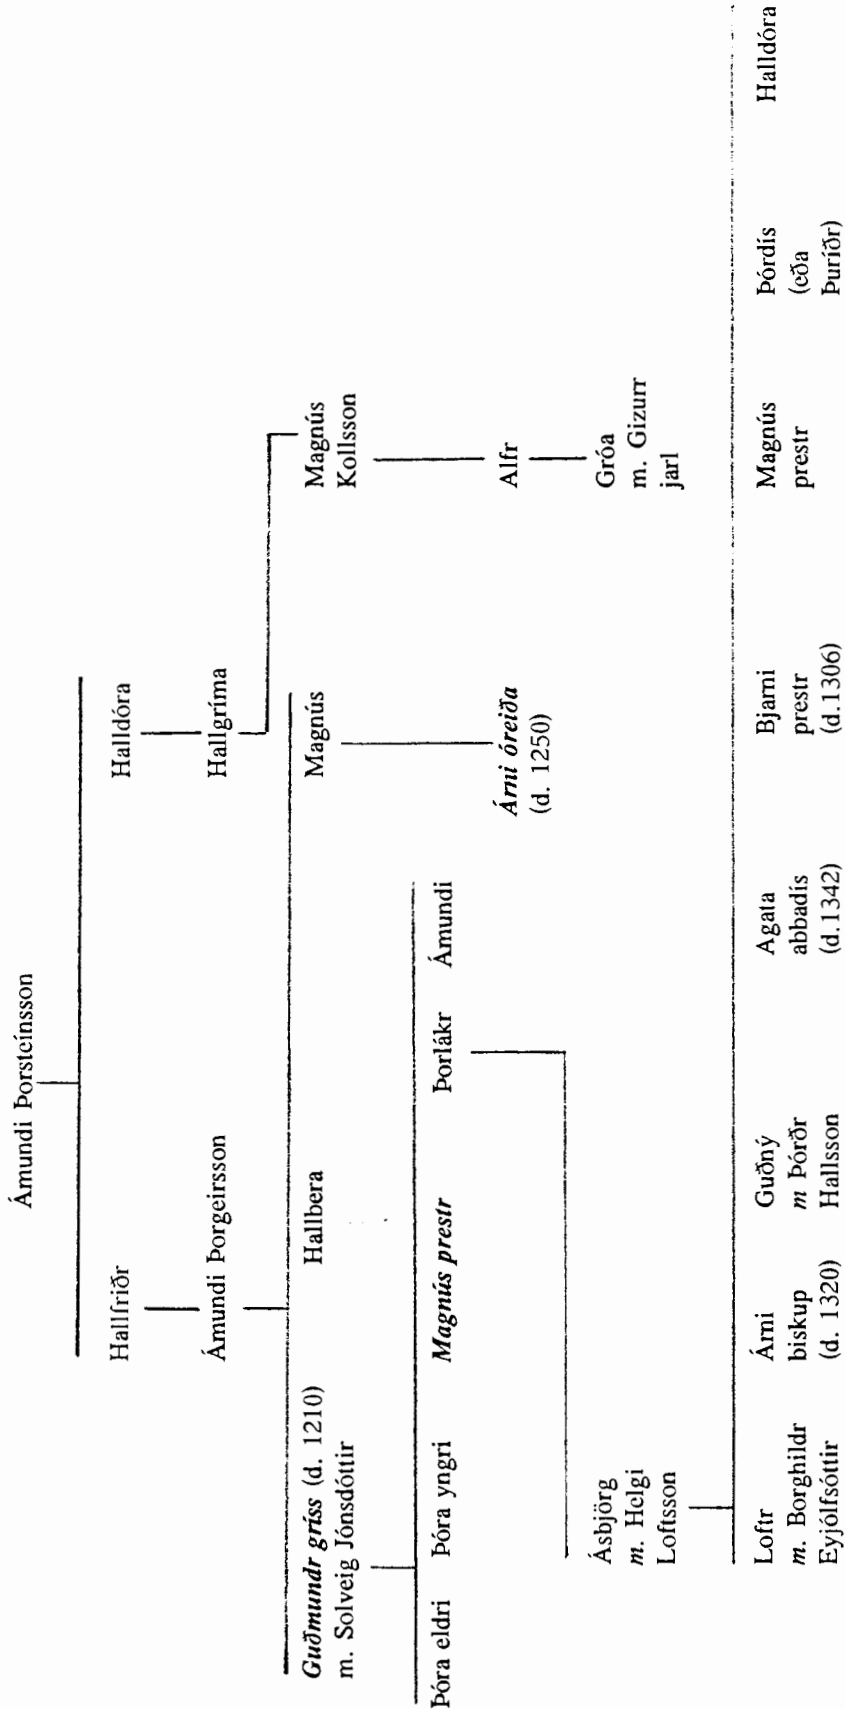 Ámundi Þorsteinsson
Hallfriðr
Halldóra
Ámundi Þorgeirsson
Hallgríma
Guðmundr gríss (d. 1210)
m. Solveig Jónsdóttir
Hallbera
Magnús
Magnús
Kollsson
Þóra eldri
Þóra yngri
Magnús prestr
Þorlákr
Ámundi
Árni óreiða
(d. 1250)
Alfr
Ásbjörg
m. Helgi
Loftsson
Gróa
m. Gizurr
jarl
Loftr
m. Borghildr
Eyjólfsóttir
Árni
biskup
(d. 1320)
Guðný
m Þórðr
Hallsson
Agata
abbadís
(d.1342)
Bjarni
prestr
(d.1306)
Magnús
prestr
Þórdís
(eða
Þuríðr)
Halldóra